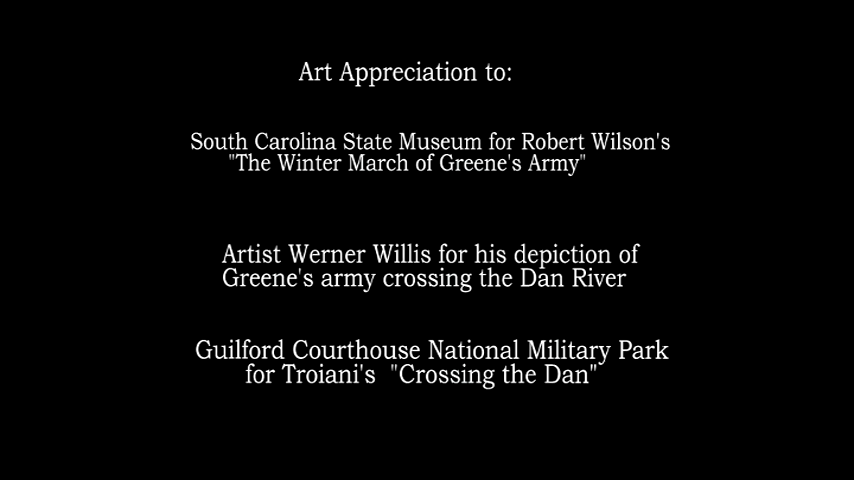 Art Appreciation to:
South Carolina State Museum for Robert Wilson's
"The Winter March of Greene's Army"
Artist Werner Willis for his depiction of
Greene's army crossing the Dan River
Guilford Courthouse National Military Park
for Troiani's  "Crossing the Dan"